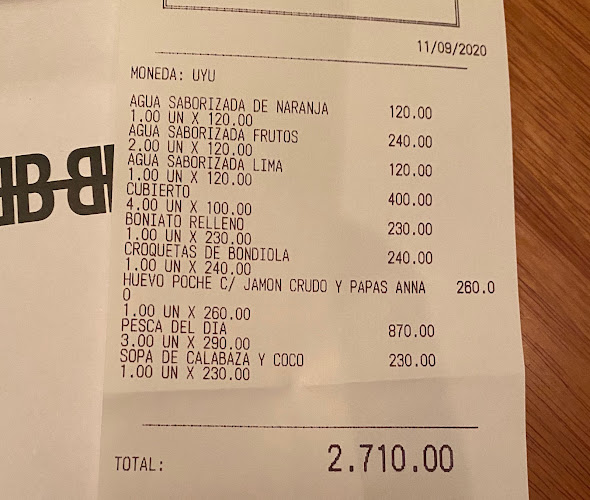 11/09/2020
MONEDA: UYU
AGUA SABORIZADA DE NARANJA 120.00
1.00 UN X 120.00
AGUA SABORIZADA FRUTOS 240.00
2.00 UN X 120.00
AGUA SABORIZADA LIMA 120.00
1.00 UN X 120.00
CUBIERTO 400.00
4.00 UN X 100.00
BONIATO RELLENO 230.00
1.00 UN X 230.00
CROQUETAS DE BONDIOLA 240.00
1.00 UN X 240.00
HUEVO POCHE C/ JAMON CRUDO Y PAPAS ANNA 260.0
0
1.00 UN X 260.00
PESCA DEL DIA 870.00
3.00 UN X 290.00
SOPA DE CALABAZA Y COCO 230.00
1.00 UN X 230.00
TOTAL: 2.710.00